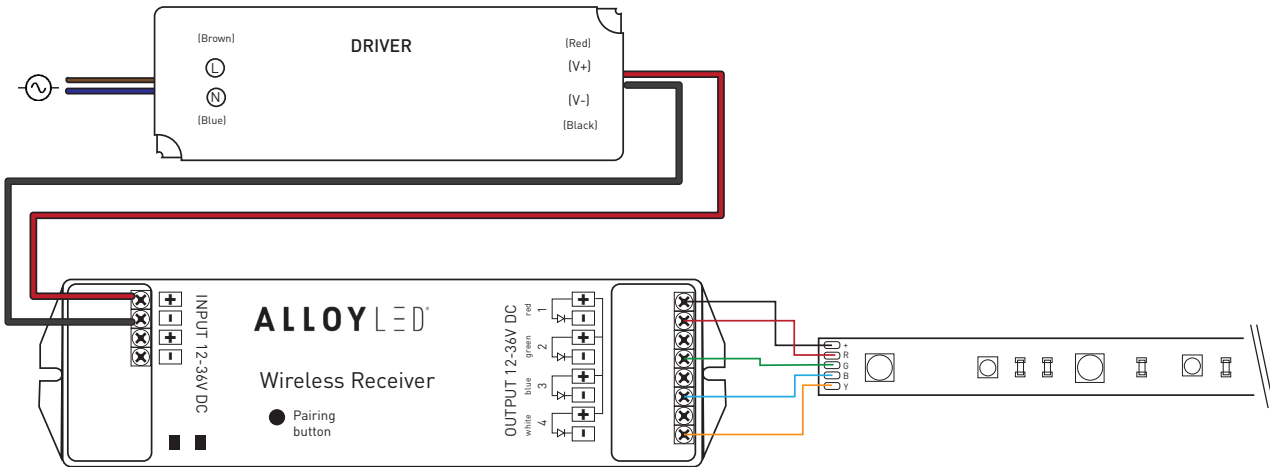 (Brown)
DRIVER
(Red)
L
(V+)
N
(V-)
(Blue)
(Black)
+
-
+
-
INPUT 12-36V DC
ALLOYLED®
Wireless Receiver
Pairing
button
OUTPUT 12-36V DC
1 red
2 green
3 blue
4 white
+
-
+
-
+
-
+
-
+
R
G
B
Y